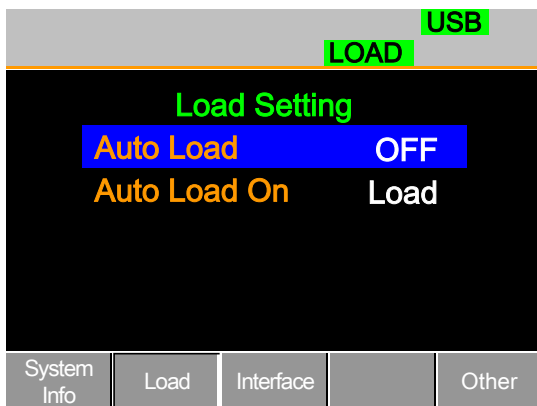 USB
LOAD
Load Setting
Auto Load OFF
Auto Load On Load
System Info Load Interface Other